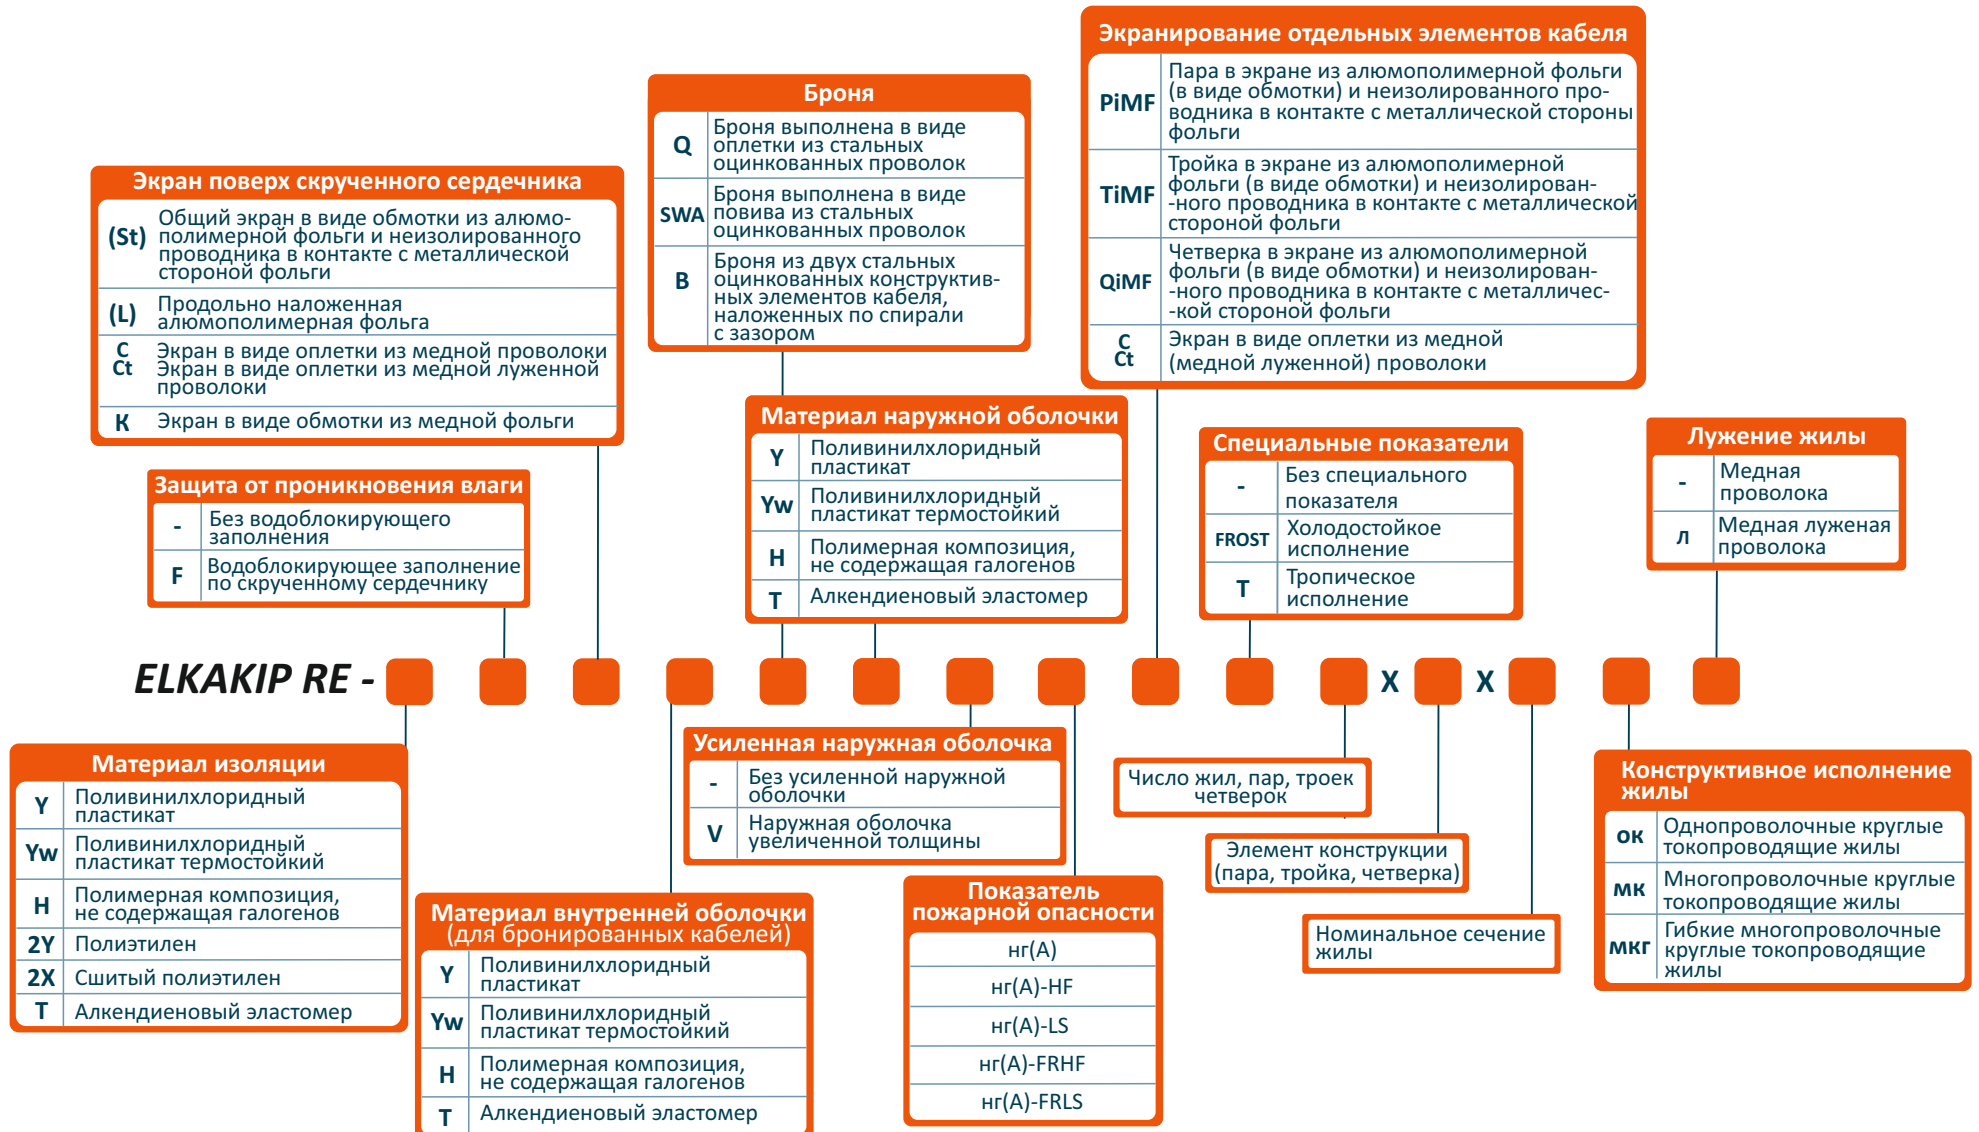 Экранирование отдельных элементов кабеля
PiMF
Пара в экране из алюмополимерной фольги
(в виде обмотки) и неизолированного про-
водника в контакте с металлической стороны
фольги
TiMF
Тройка в экране из алюмополимерной
фольги (в виде обмотки) и неизолирован-
-ного проводника в контакте с металлической
стороной фольги
QiMF
Четверка в экране из алюмополимерной
фольги (в виде обмотки) и неизолирован-
-ного проводника в контакте с металличес-
-кой стороной фольги
C
Ct
Экран в виде оплетки из медной
(медной луженной) проволоки
Броня
Q
Броня выполнена в виде
оплетки из стальных
оцинкованных проволок
SWA
Броня выполнена в виде
повива из стальных
оцинкованных проволок
B
Броня из двух стальных
оцинкованных конструктив-
ных элементов кабеля,
наложенных по спирали
с зазором
Экран поверх скрученного сердечника
(St)
Общий экран в виде обмотки из алюмо-
полимерной фольги и неизолированного
проводника в контакте с металлической
стороной фольги
(L)
Продольно наложенная
алюмополимерная фольга
C Экран в виде оплетки из медной проволоки
Ct Экран в виде оплетки из медной луженной
проволоки
К Экран в виде обмотки из медной фольги
Защита от проникновения влаги
-
Без водоблокирующего
заполнения
F
Водоблокирующее заполнение
по скрученному сердечнику
Материал наружной оболочки
Y
Поливинилхлоридный
пластикат
Yw
Поливинилхлоридный
пластикат термостойкий
H
Полимерная композиция,
не содержащая галогенов
T Алкендиеновый эластомер
Специальные показатели
-
Без специального
показателя
FROST
Холодостойкое
исполнение
T
Тропическое
исполнение
Лужение жилы
-
Медная
проволока
л
Медная луженая
проволока
ELKAKIP RE -
X X
Материал изоляции
Y
Поливинилхлоридный
пластикат
Yw
Поливинилхлоридный
пластикат термостойкий
H
Полимерная композиция,
не содержащая галогенов
2Y Полиэтилен
2X Сшитый полиэтилен
T Алкендиеновый эластомер
Материал внутренней оболочки
(для бронированных кабелей)
Y
Поливинилхлоридный
пластикат
Yw
Поливинилхлоридный
пластикат термостойкий
H
Полимерная композиция,
не содержащая галогенов
T Алкендиеновый эластомер
Усиленная наружная оболочка
-
Без усиленной наружной
оболочки
V
Наружная оболочка
увеличенной толщины
Показатель
пожарной опасности
нг(А)
нг(А)-HF
нг(А)-LS
нг(А)-FRHF
нг(А)-FRLS
Число жил, пар, троек
четверок
Элемент конструкции
(пара, тройка, четверка)
Номинальное сечение
жилы
Конструктивное исполнение
жилы
ок
Однопроволочные круглые
токопроводящие жилы
мк
Многопроволочные круглые
токопроводящие жилы
мкг
Гибкие многопроволочные
круглые токопроводящие
жилы